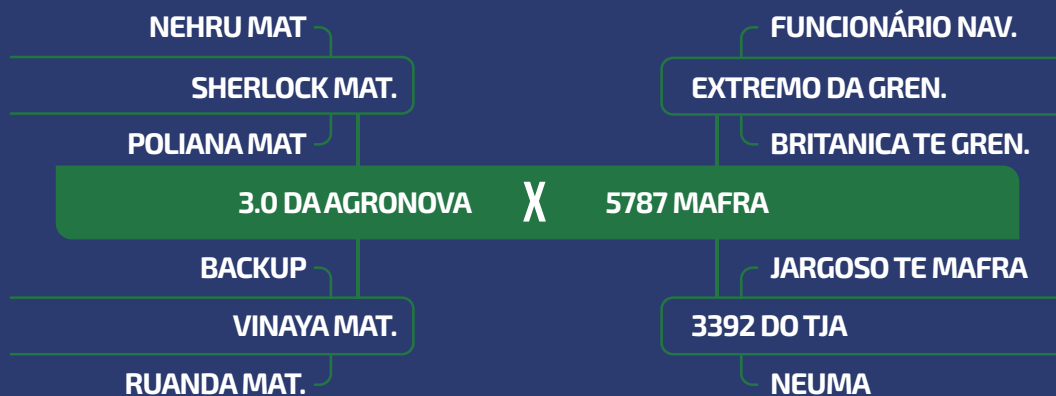 NEHRU MAT
FUNCIONÁRIO NAV.
SHERLOCK MAT.
EXTREMO DA GREN.
POLIANA MAT
BRITANICA TE GREN.
3.0 DA AGRONOVA X 5787 MAFRA
BACKUP
JARGOSO TE MAFRA
VINAYA MAT.
3392 DO TJA
RUANDA MAT.
NEUMA